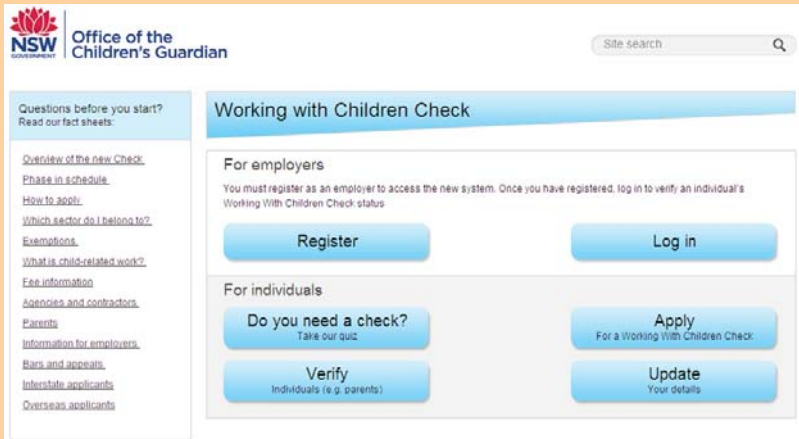 NSW
GOVERNMENT
Office of the
Children's Guardian
Site search
Questions before you start?
Read our fact sheets:
Overview of the new Check
Phase in schedule
How to apply
Which sector do I belong to?
Exemptions
What is child-related work?
Fee information
Agencies and contractors
Parents
Information for employers
Bars and appeals
Interstate applicants
Overseas applicants
Working with Children Check
For employers
You must register as an employer to access the new system. Once you have registered, log in to verify an individual's
Working With Children Check status
Register
Log in
For individuals
Do you need a check?
Take our quiz
Apply
For a Working With Children Check
Verify
Individuals (e.g. parents)
Update
Your details